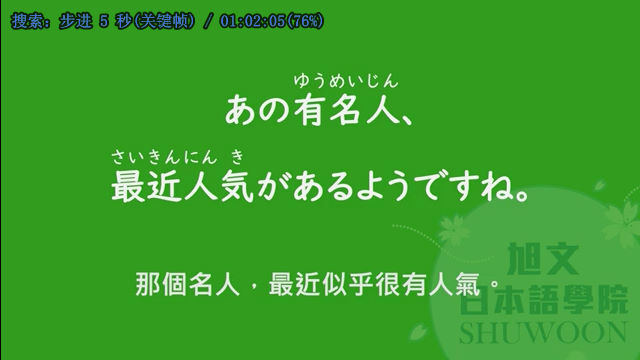 搜索: 步进 5 秒(关键帧) / 01:02:05(76%)
ゆうめいじん
あの有名人、
さいきんにん き
最近人気があるようですね。
那個名人，最近似乎很有人氣。
旭文
日本語學院
SHUWOON